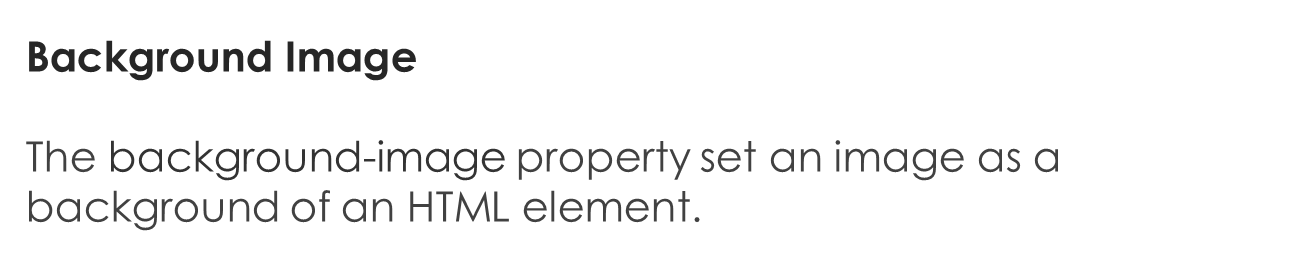 Background Image
The background-image property set an image as a
background of an HTML element.